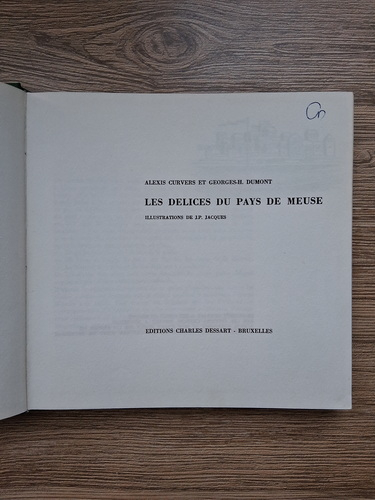 ALEXIS CURVERS ET GEORGES-H. DUMONT
LES DELICES DU PAYS DE MEUSE
ILLUSTRATIONS DE J.P. JACQUES
EDITIONS CHARLES DESSART - BRUXELLES